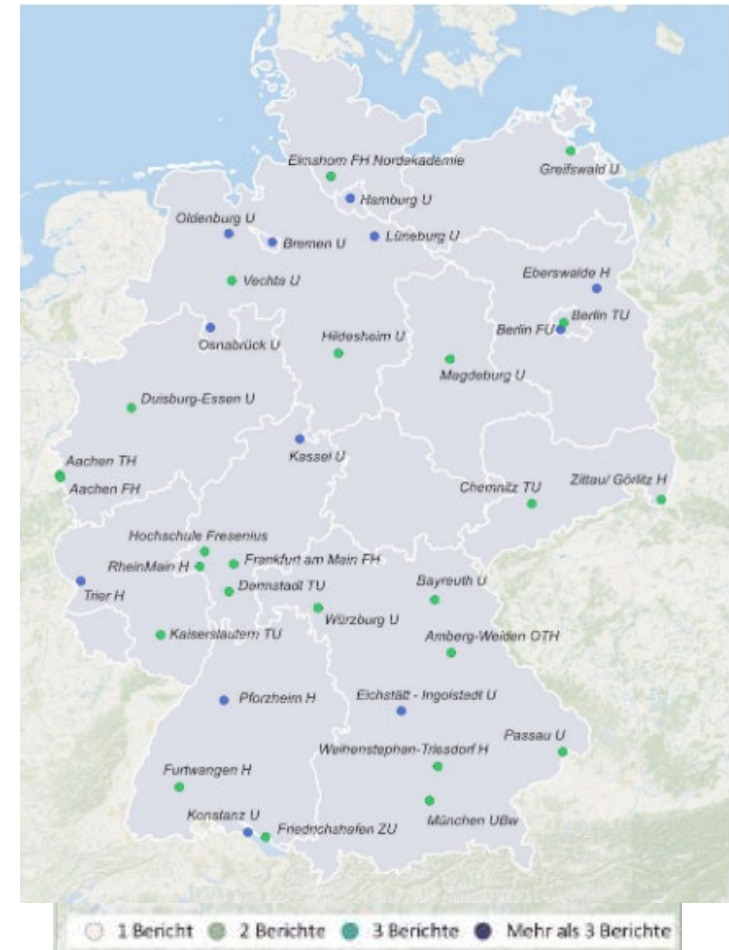 Elmshorn FH Nordakademie
Greifswald U
Hamburg U
Oldenburg U
Bremen U
Lüneburg U
Vechta U
Eberswalde H
Berlin TU
Berlin FU
Osnabrück U
Hildesheim U
Magdeburg U
Duisburg-Essen U
Kassel U
Aachen TH
Aachen FH
Chemnitz TU
Zittau/ Görlitz H
Hochschule Fresenius
RheinMain H
Frankfurt am Main FH
Trier H
Darmstadt TU
Bayreuth U
Würzburg U
Kaiserslautern TU
Amberg-Weiden OTH
Pforzheim H
Eichstätt - Ingolstadt U
Passau U
Weihenstephan-Triesdorf H
Furtwangen H
Konstanz U
Friedrichshafen ZU
München UBw
1 Bericht 2 Berichte 3 Berichte Mehr als 3 Berichte